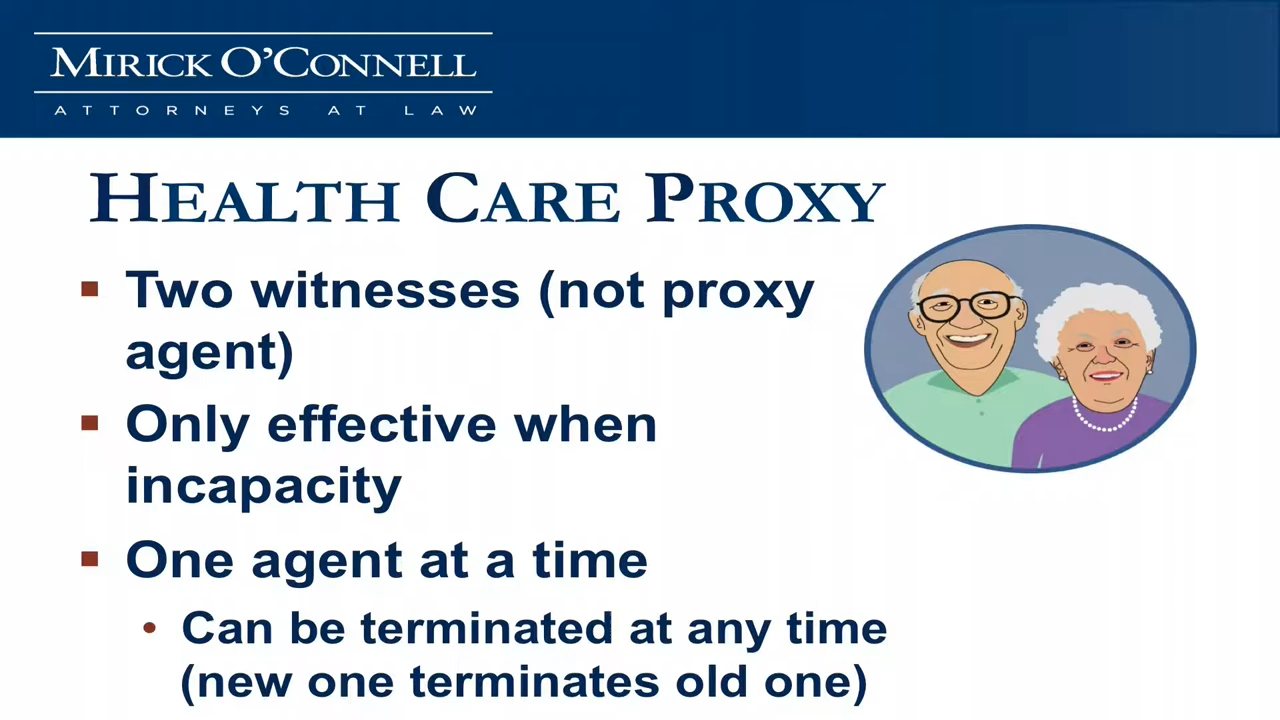 MIRICK O'CONNELL
ATTORNEYS AT LAW
HEALTH CARE PROXY
▪ Two witnesses (not proxy
agent)
▪ Only effective when
incapacity
▪ One agent at a time
• Can be terminated at any time
(new one terminates old one)